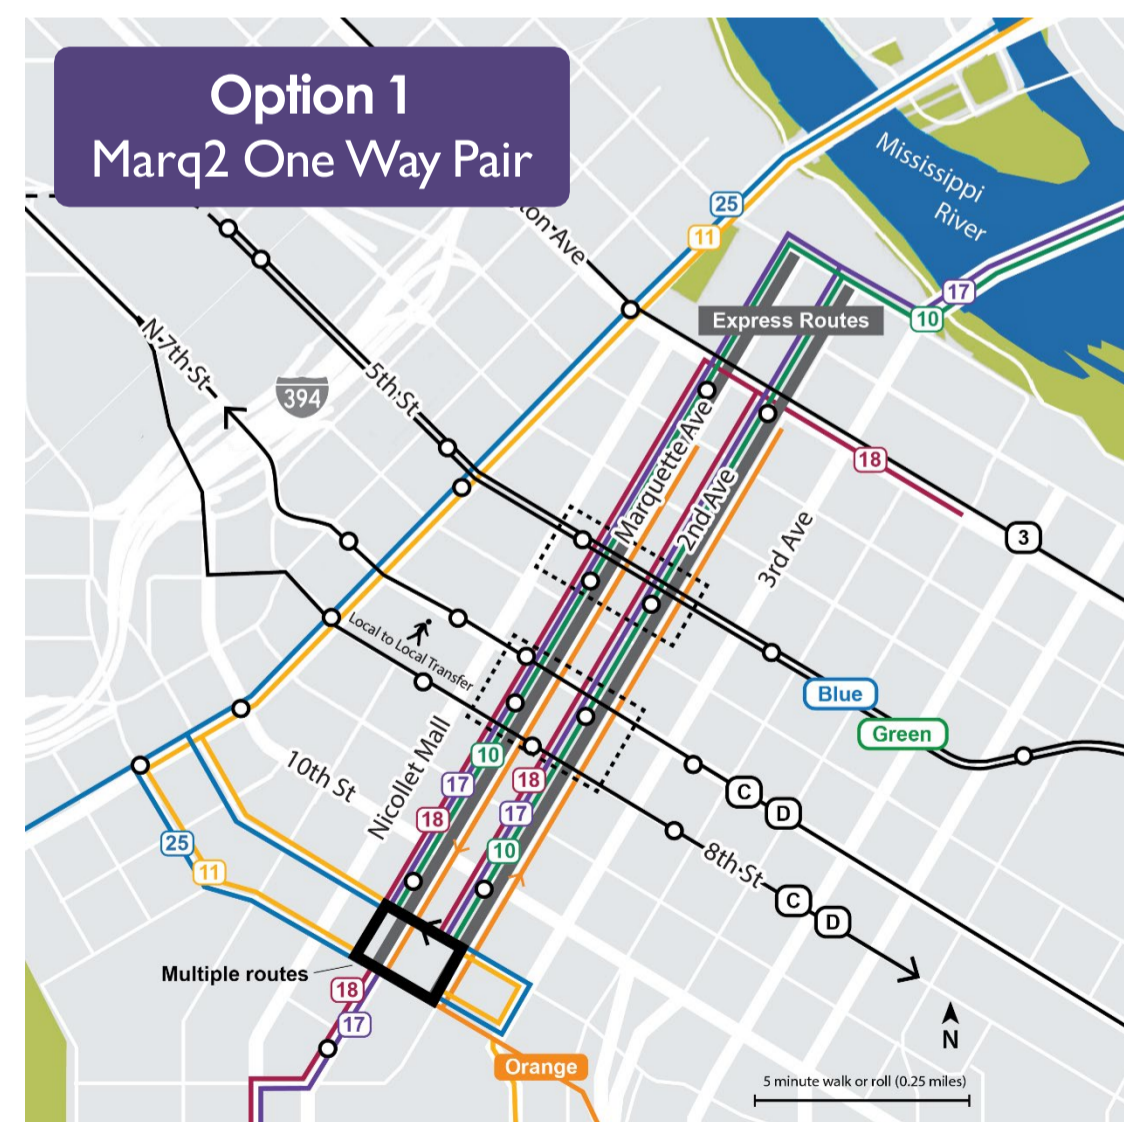 Option 1
Marq2 One Way Pair
ton Ave
25
11
Mississippi
River
17
10
Express Routes
N 7th St
394
5th St
Marquette Ave
2nd Ave
3rd Ave
18
3
Local to Local Transfer
Blue
Green
10th St
Nicollet Mall
10
17
18
18
17
10
C
D
8th St
C
D
25
11
Multiple routes
18
17
Orange
N
5 minute walk or roll (0.25 miles)